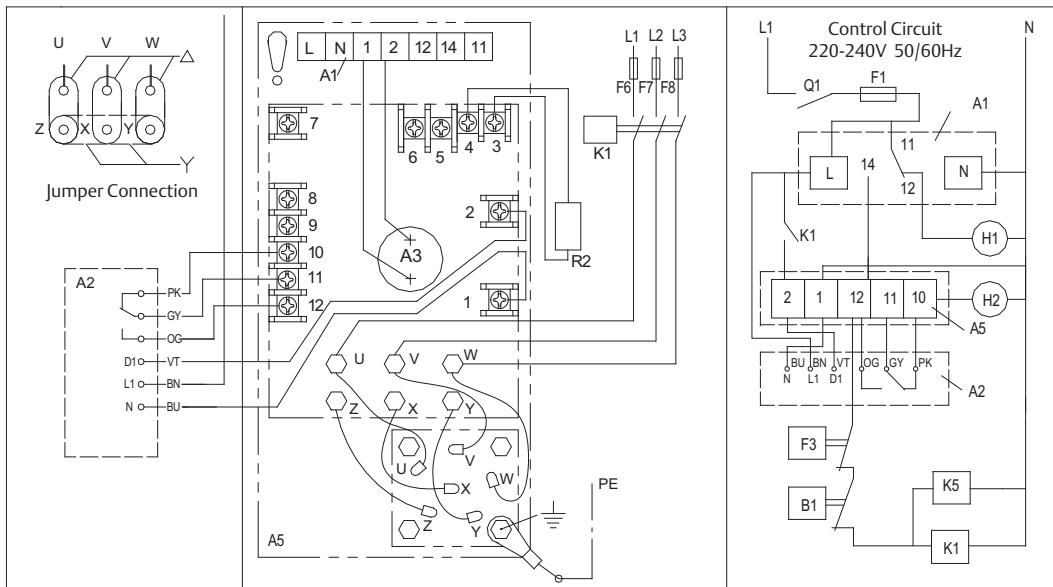 U V W
Z X Y
Y
Jumper Connection
A2
PK
GY
OG
D1 VT
L1 BN
N BU
L N 1 2 12 14 11
A1
7
6 5 4 3
8
9
10
11
12
2
1
A3
R2
U V W
Z X Y
U V W
X
Z Y
A5
PE
L1 L2 L3
F6 F7 F8
K1
L1 Control Circuit N
220-240V 50/60Hz
Q1 F1
A1
11
L 14 12 N
K1
H1
2 1 12 11 10
H2
A5
BU BN VT OG GY PK
N L1 D1
A2
F3
B1
K5
K1